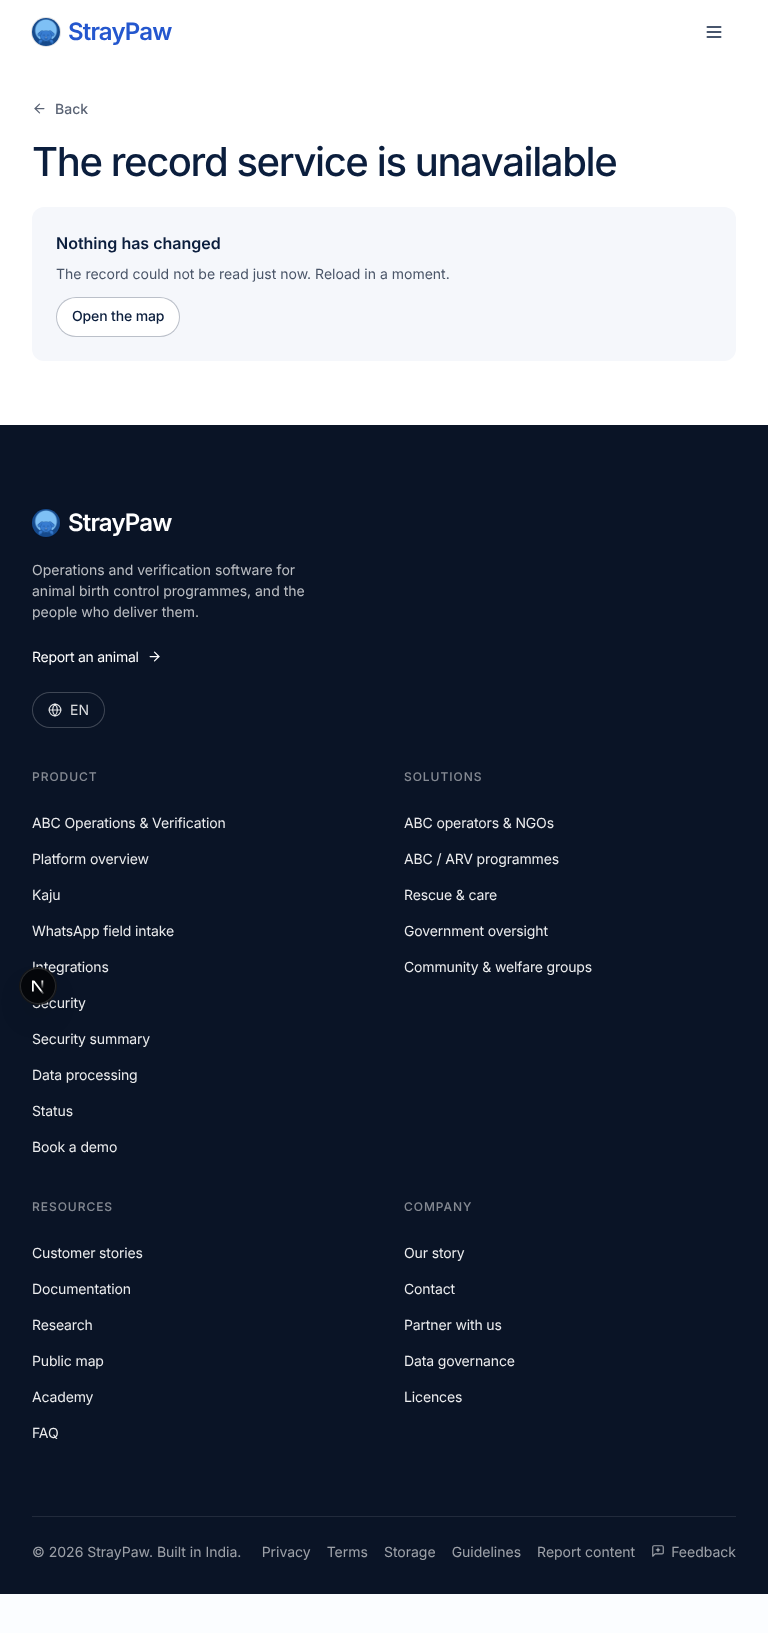 StrayPaw
Back
The record service is unavailable
Nothing has changed
The record could not be read just now. Reload in a moment.
Open the map
StrayPaw
Operations and verification software for
animal birth control programmes, and the
people who deliver them.
Report an animal
EN
PRODUCT
ABC Operations & Verification
Platform overview
Kaju
WhatsApp field intake
Integrations
Security
Security summary
Data processing
Status
Book a demo
SOLUTIONS
ABC operators & NGOs
ABC / ARV programmes
Rescue & care
Government oversight
Community & welfare groups
RESOURCES
Customer stories
Documentation
Research
Public map
Academy
FAQ
COMPANY
Our story
Contact
Partner with us
Data governance
Licences
© 2026 StrayPaw. Built in India. Privacy Terms Storage Guidelines Report content Feedback
N